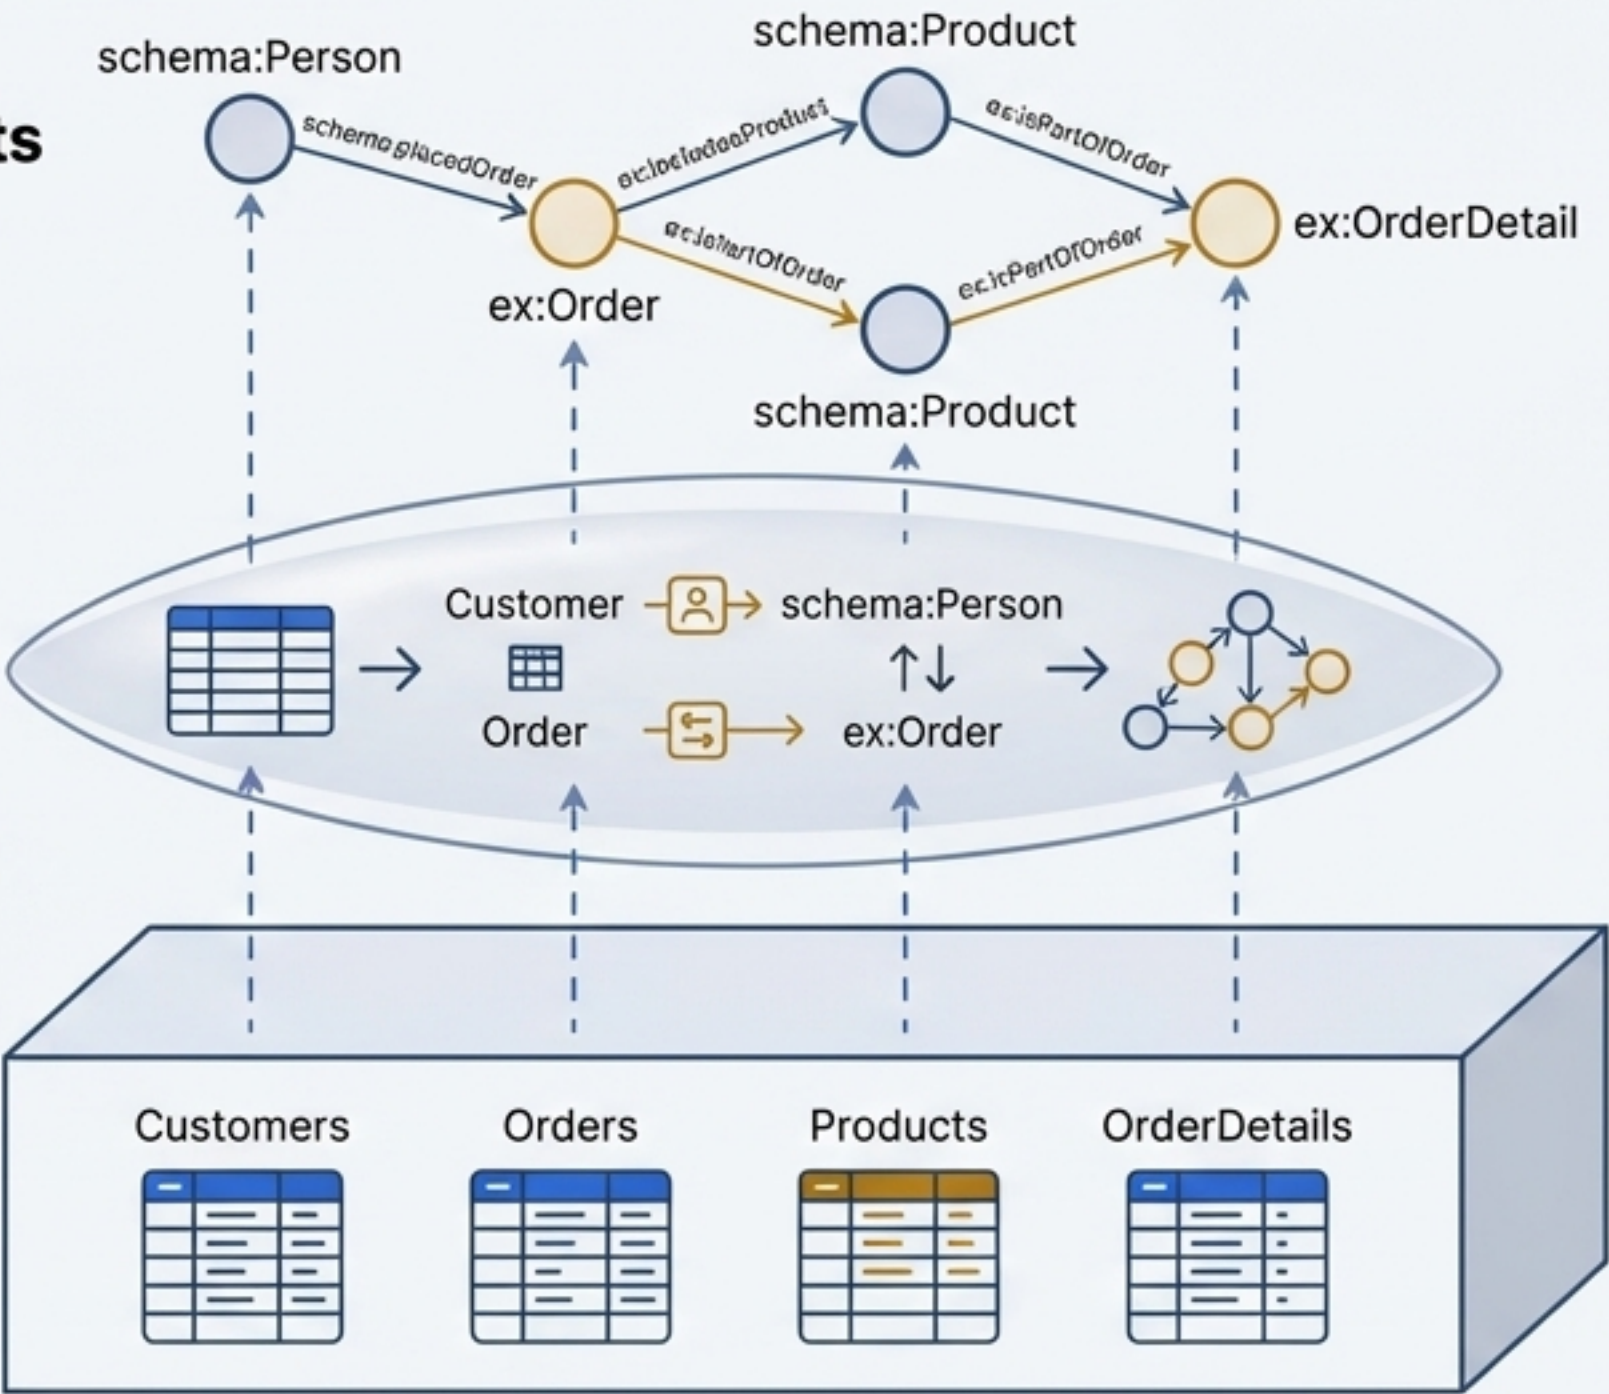 schema:Person
schema:Product
ts
ex:Order
ex:OrderDetail
schema:Product
Customer
schema:Person
Order
ex:Order
Customers
Orders
Products
OrderDetails